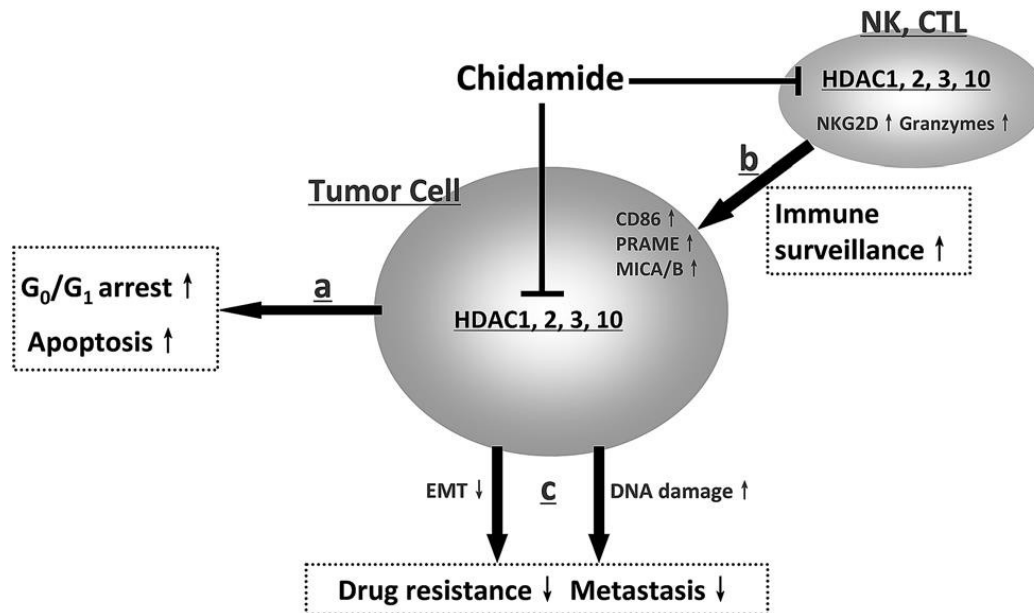 NK, CTL
Chidamide
HDAC1, 2, 3, 10
NKG2D ↑ Granzymes ↑
b
Tumor Cell
Immune
surveillance ↑
CD86 ↑
PRAME ↑
MICA/B ↑
a
G₀/G₁ arrest ↑
Apoptosis ↑
HDAC1, 2, 3, 10
EMT ↓
c
DNA damage ↑
Drug resistance ↓ Metastasis ↓